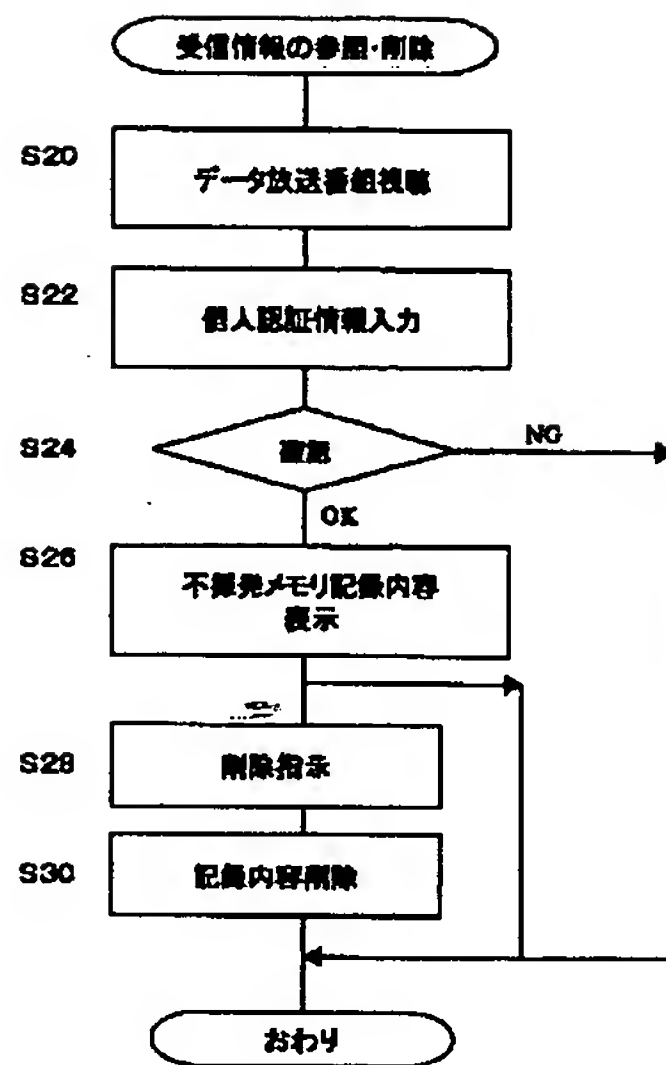 受信情報の参照・削除
S20
データ放送番組視聴
S22
個人認証情報入力
S24
確認
NG
OK
S26
不揮発メモリ記録内容
表示
S28
削除指示
S30
記録内容削除
おわり